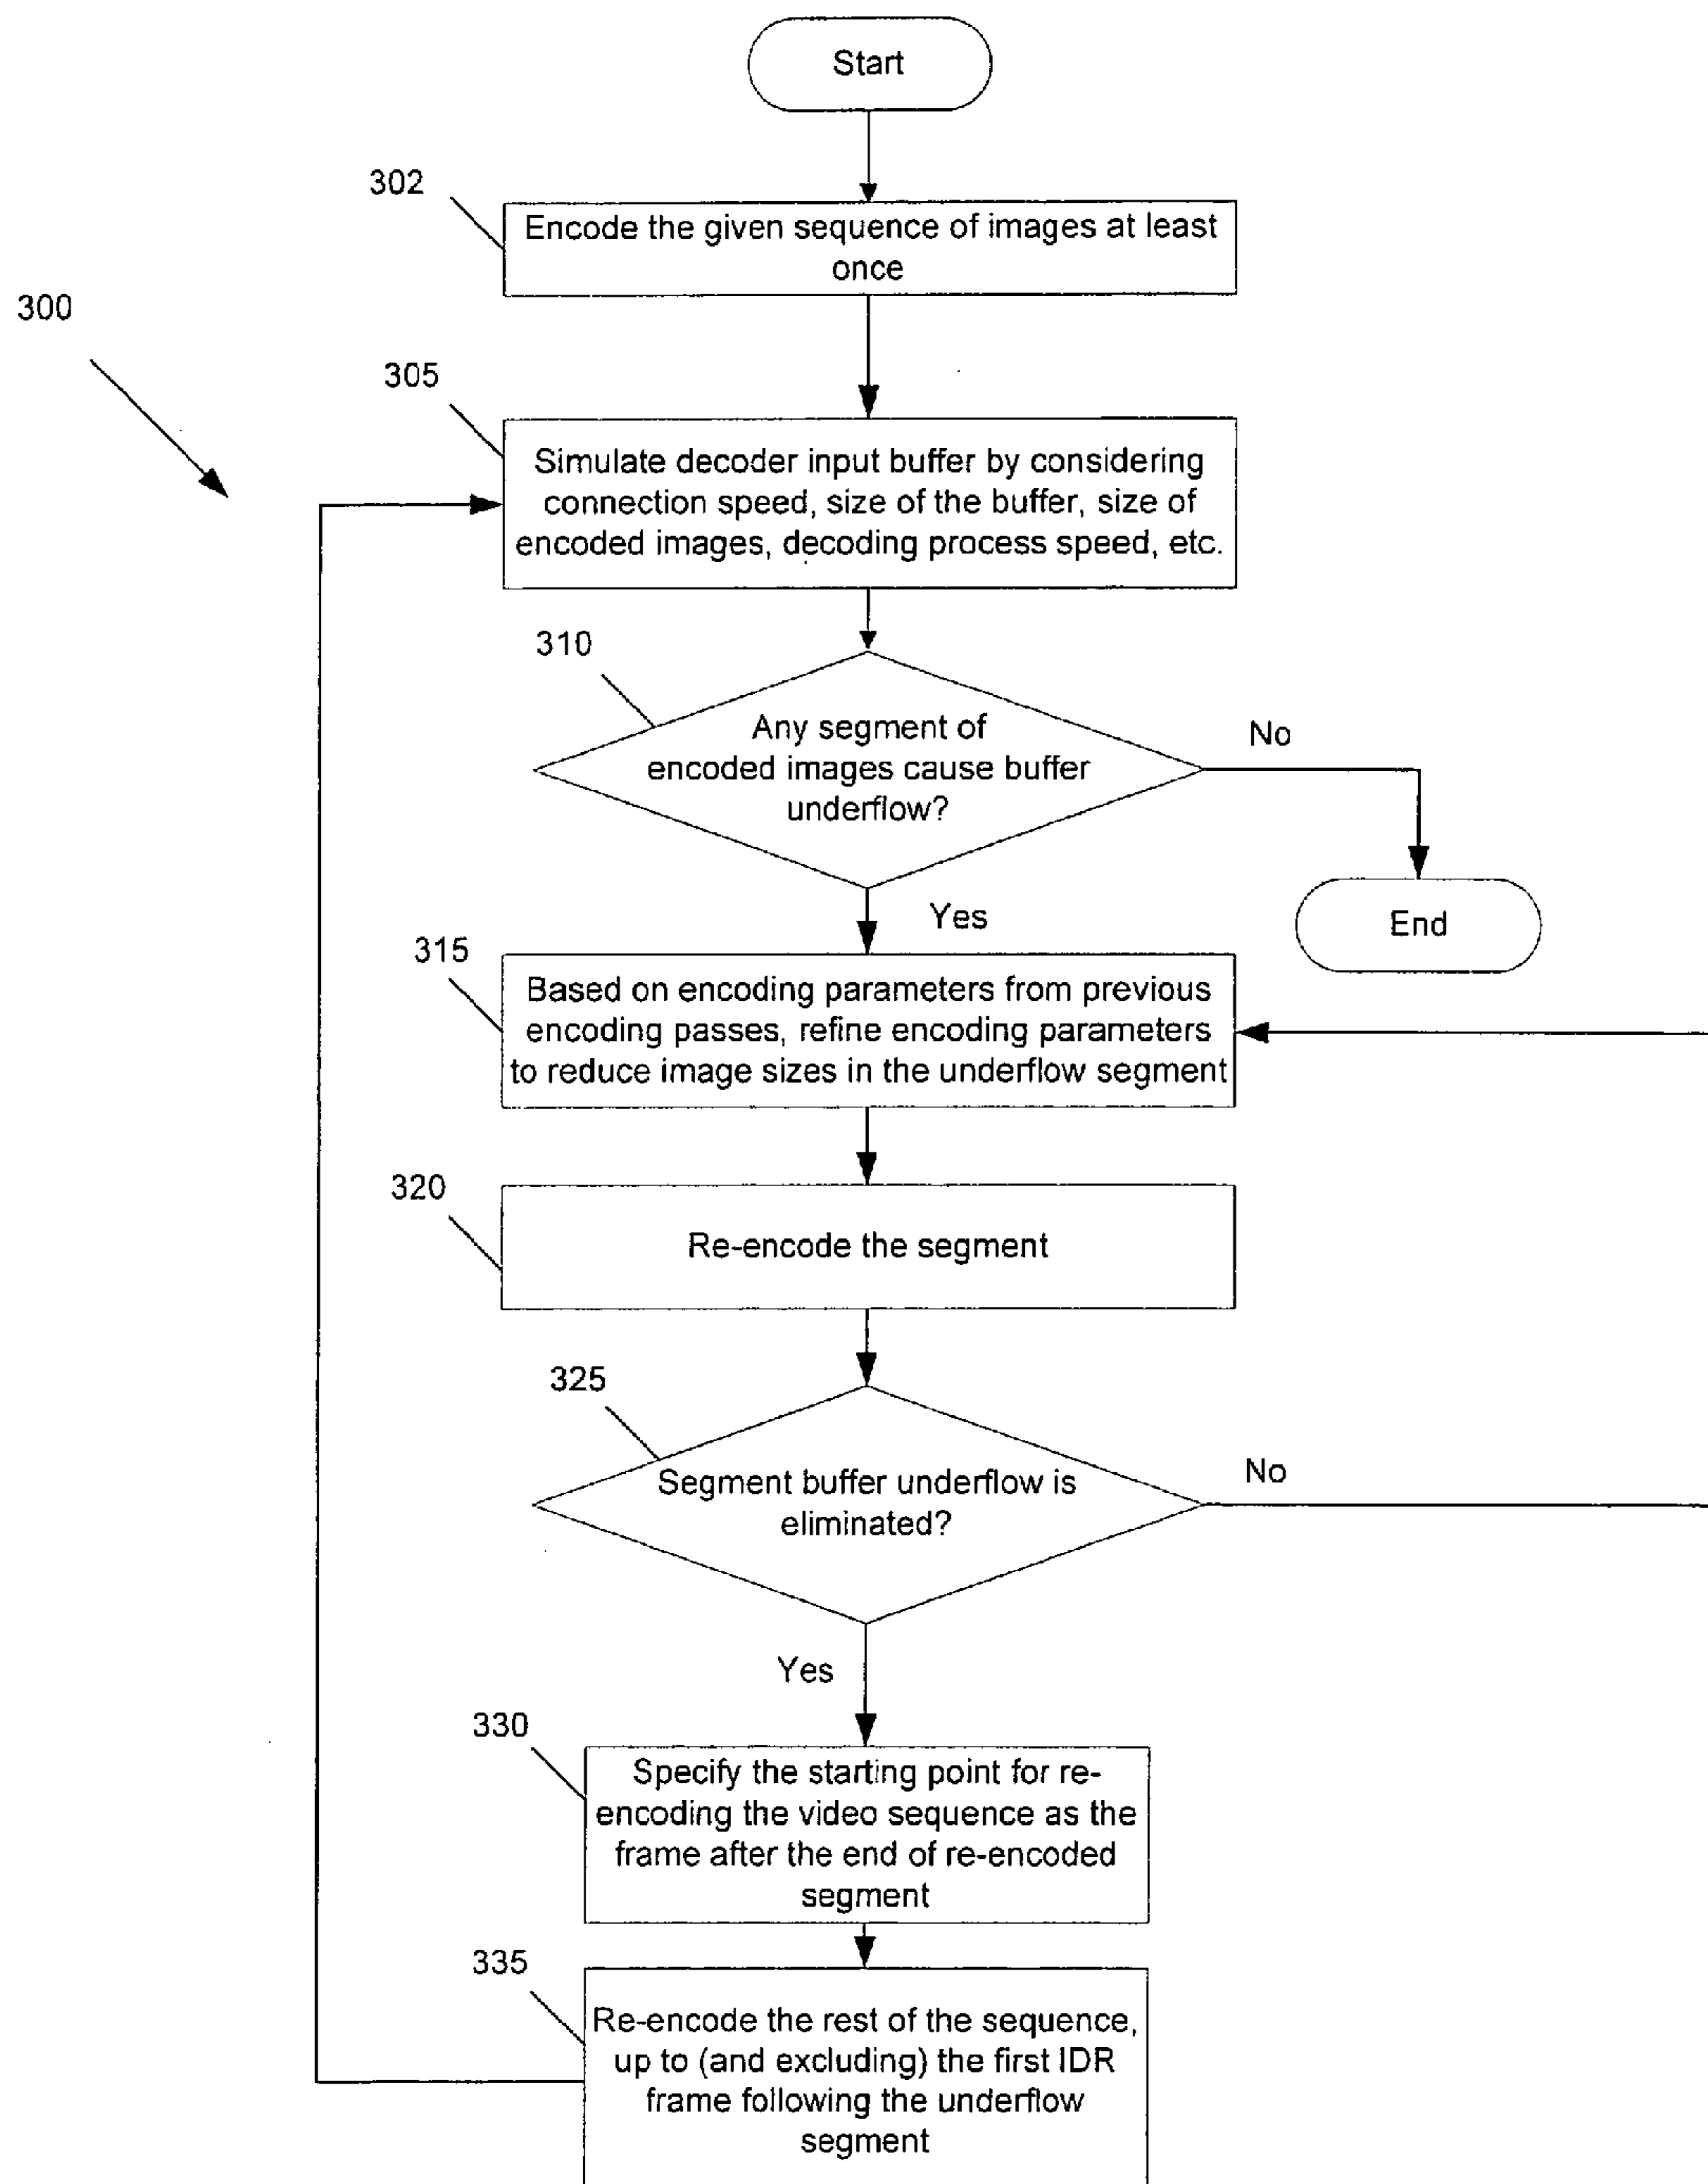 Start
302
Encode the given sequence of images at least
once
300
305
Simulate decoder input buffer by considering
connection speed, size of the buffer, size of
encoded images, decoding process speed, etc.
310
Any segment of
encoded images cause buffer
underflow?
No
End
Yes
315
Based on encoding parameters from previous
encoding passes, refine encoding parameters
to reduce image sizes in the underflow segment
320
Re-encode the segment
325
Segment buffer underflow is
eliminated?
No
Yes
330
Specify the starting point for re-
encoding the video sequence as the
frame after the end of re-encoded
segment
335
Re-encode the rest of the sequence,
up to (and excluding) the first IDR
frame following the underflow
segment